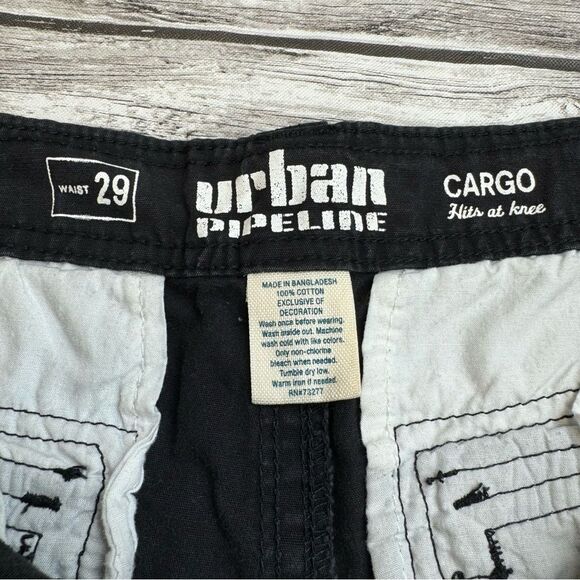 WAIST 29
urban
PIPELINE
CARGO
Hits at knee
MADE IN BANGLADESH
100% COTTON
EXCLUSIVE OF
DECORATION
Wash once before wearing.
Wash inside out. Machine
wash cold with like colors.
Only non-chlorine
bleach when needed.
Tumble dry low.
Warm iron if needed.
RN#73277